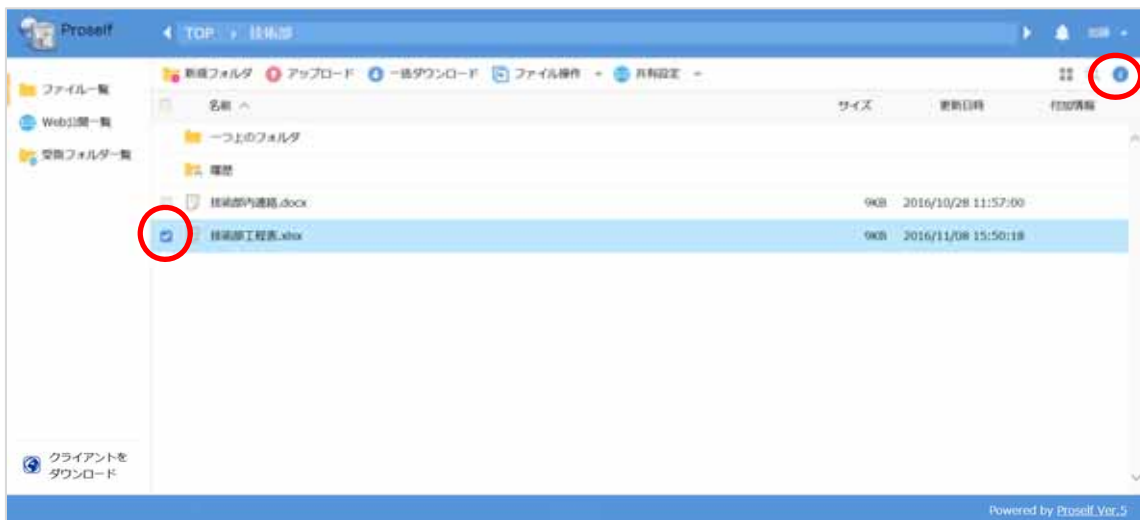 Proself
TOP 技術部
新規フォルダ アップロード 一括ダウンロード ファイル操作 共有設定
ファイル一覧
Web公開一覧
受取フォルダ一覧
名前 サイズ 更新日時 付加情報
一つ上のフォルダ
履歴
技術部内連絡.docx 9KB 2016/10/28 11:57:00
技術部工程表.xlsx 9KB 2016/11/08 15:50:18
クライアントを
ダウンロード
Powered by Proself Ver.5